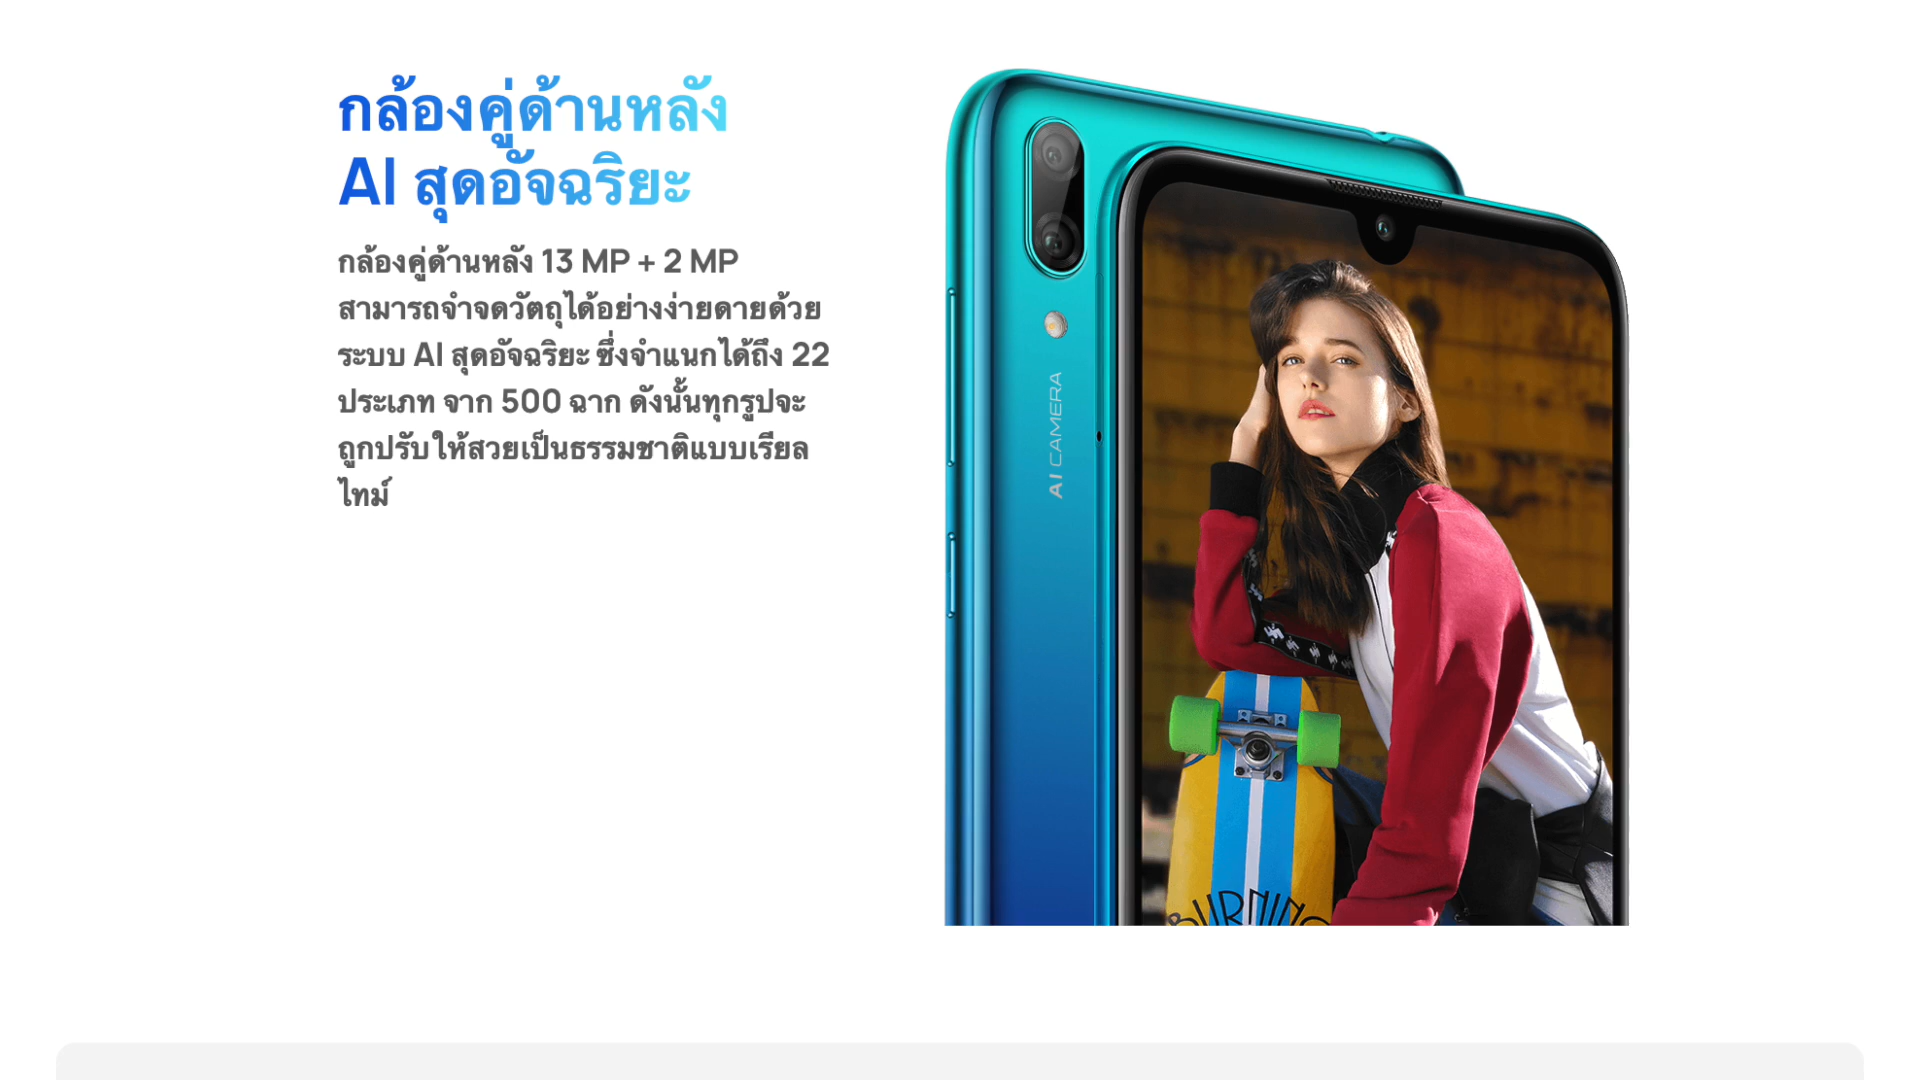 กล้องคู่ด้านหลัง
AI สุดอัจฉริยะ
กล้องคู่ด้านหลัง 13 MP + 2 MP
สามารถจำจดวัตถุได้อย่างง่ายดายด้วย
ระบบ AI สุดอัจฉริยะ ซึ่งจำแนกได้ถึง 22
ประเภท จาก 500 ฉาก ดังนั้นทุกรูปจะ
ถูกปรับให้สวยเป็นธรรมชาติแบบเรียล
ไทม์
AI CAMERA
BURNING